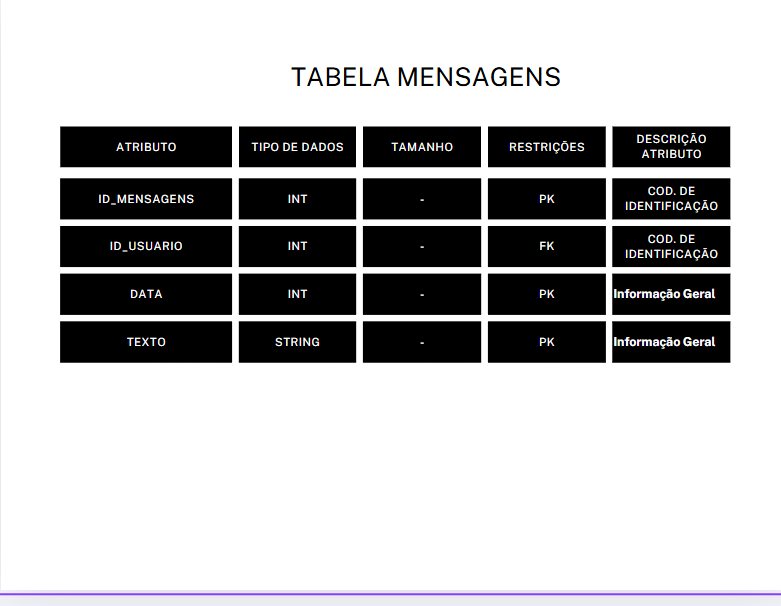 TABELA MENSAGENS
ATRIBUTO TIPO DE DADOS TAMANHO RESTRIÇÕES DESCRIÇÃO ATRIBUTO
ID_MENSAGENS INT - PK COD. DE IDENTIFICAÇÃO
ID_USUARIO INT - FK COD. DE IDENTIFICAÇÃO
DATA INT - PK Informação Geral
TEXTO STRING - PK Informação Geral